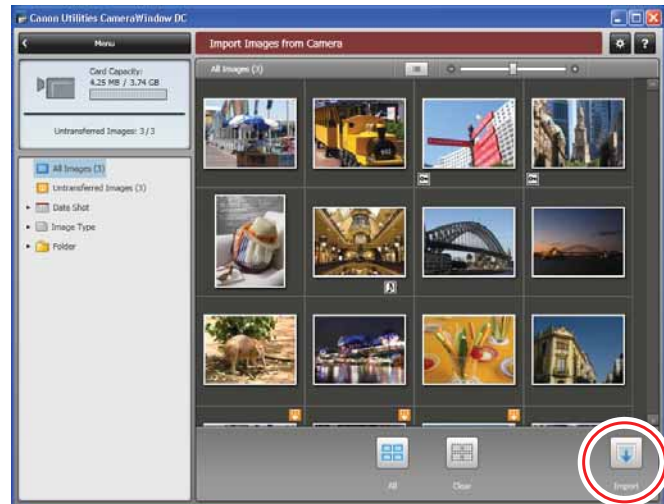 Canon Utilities CameraWindow DC
Menu
Import Images from Camera
?
Card Capacity:
4.25 MB / 3.74 GB
Untransferred Images: 3/3
All Images (3)
All Images (3)
Untransferred Images (3)
Date Shot
Image Type
Folder
All
Clear
Import